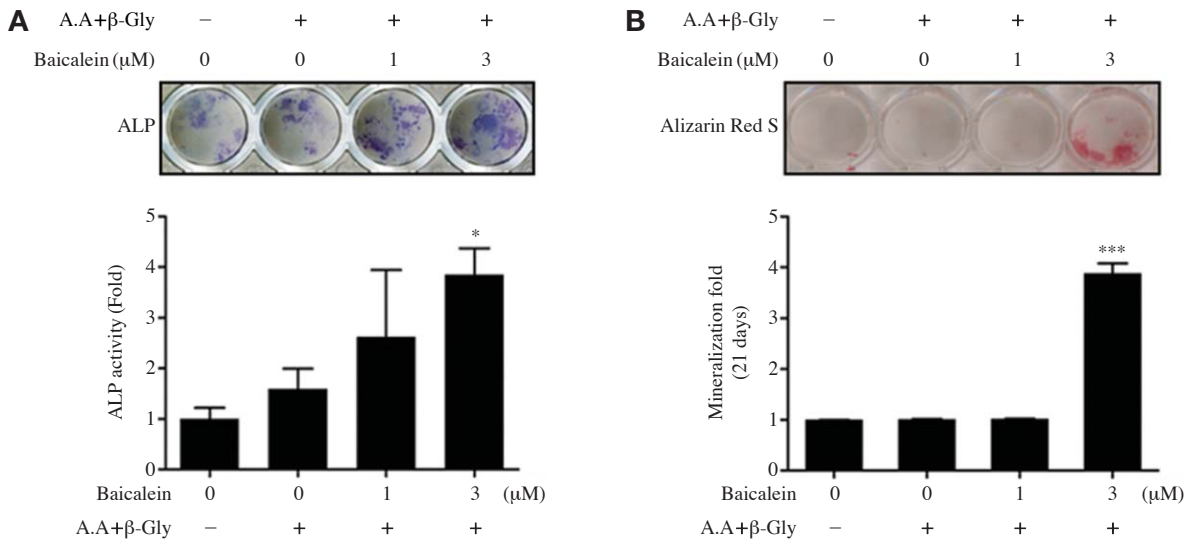 A
A.A+β-Gly − + + +
Baicalein (μM) 0 0 1 3
ALP
ALP activity (Fold)
5
4
3
2
1
0
*
Baicalein 0 0 1 3 (μM)
A.A+β-Gly − + + +
B
A.A+β-Gly − + + +
Baicalein (μM) 0 0 1 3
Alizarin Red S
Mineralization fold
(21 days)
5
4
3
2
1
0
***
Baicalein 0 0 1 3 (μM)
A.A+β-Gly − + + +